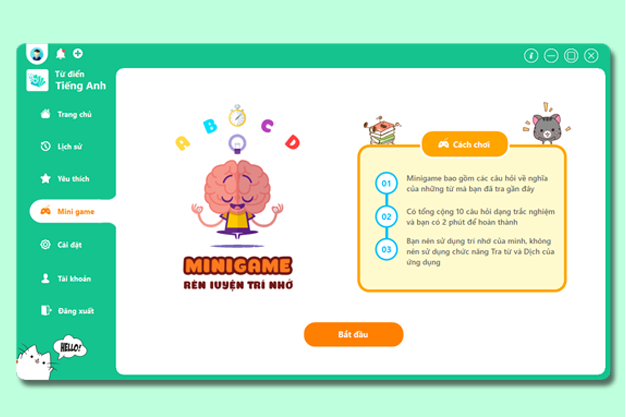 Từ điển
Tiếng Anh
Trang chủ
Lịch sử
Yêu thích
Mini game
Cài đặt
Tài khoản
Đăng xuất
HELLO!
A B C D
MINIGAME
RÈN LUYỆN TRÍ NHỚ
Cách chơi
01
Minigame bao gồm các câu hỏi về nghĩa
của những từ mà bạn đã tra gần đây
02
Có tổng cộng 10 câu hỏi dạng trắc nghiệm
và bạn có 2 phút để hoàn thành
03
Bạn nên sử dụng trí nhớ của mình, không
nên sử dụng chức năng Tra từ và Dịch của
ứng dụng
Bắt đầu